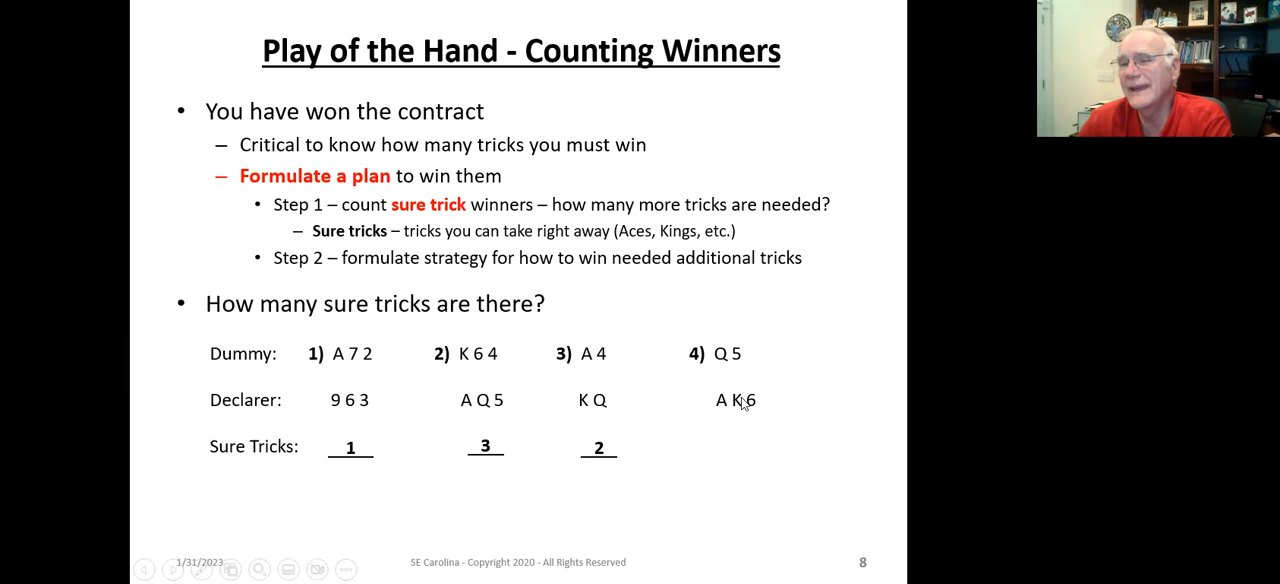 Play of the Hand - Counting Winners
• You have won the contract
– Critical to know how many tricks you must win
– Formulate a plan to win them
• Step 1 – count sure trick winners – how many more tricks are needed?
– Sure tricks – tricks you can take right away (Aces, Kings, etc.)
• Step 2 – formulate strategy for how to win needed additional tricks
• How many sure tricks are there?
Dummy: 1) A 7 2 2) K 6 4 3) A 4 4) Q 5
Declarer: 9 6 3 A Q 5 K Q A K 6
Sure Tricks: 1 3 2
1/31/2023 SE Carolina - Copyright 2020 - All Rights Reserved 8